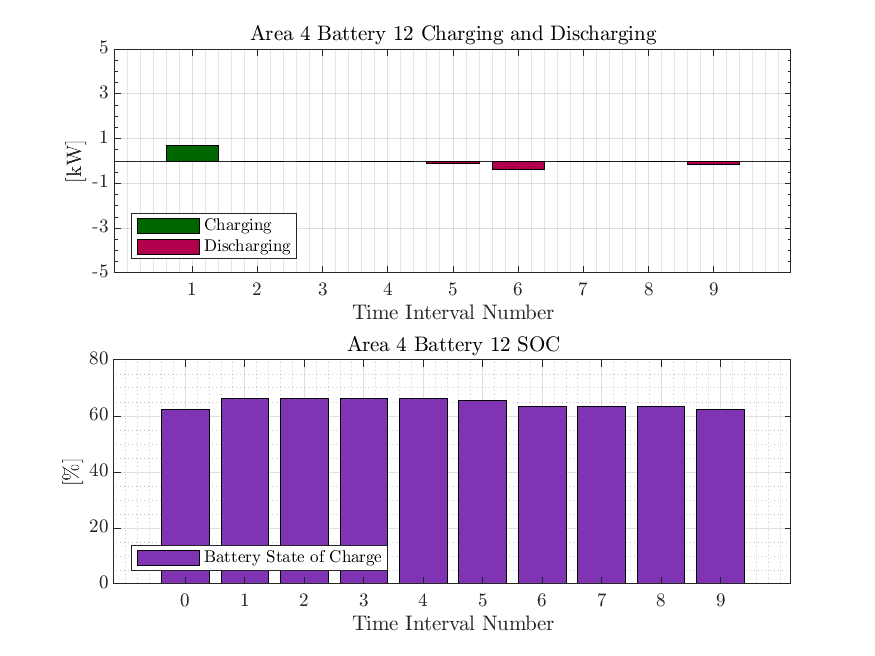 Area 4 Battery 12 Charging and Discharging
5
3
1
-1
-3
-5
[kW]
Charging
Discharging
1 2 3 4 5 6 7 8 9
Time Interval Number
Area 4 Battery 12 SOC
80
60
40
20
0
[%]
Battery State of Charge
0 1 2 3 4 5 6 7 8 9
Time Interval Number